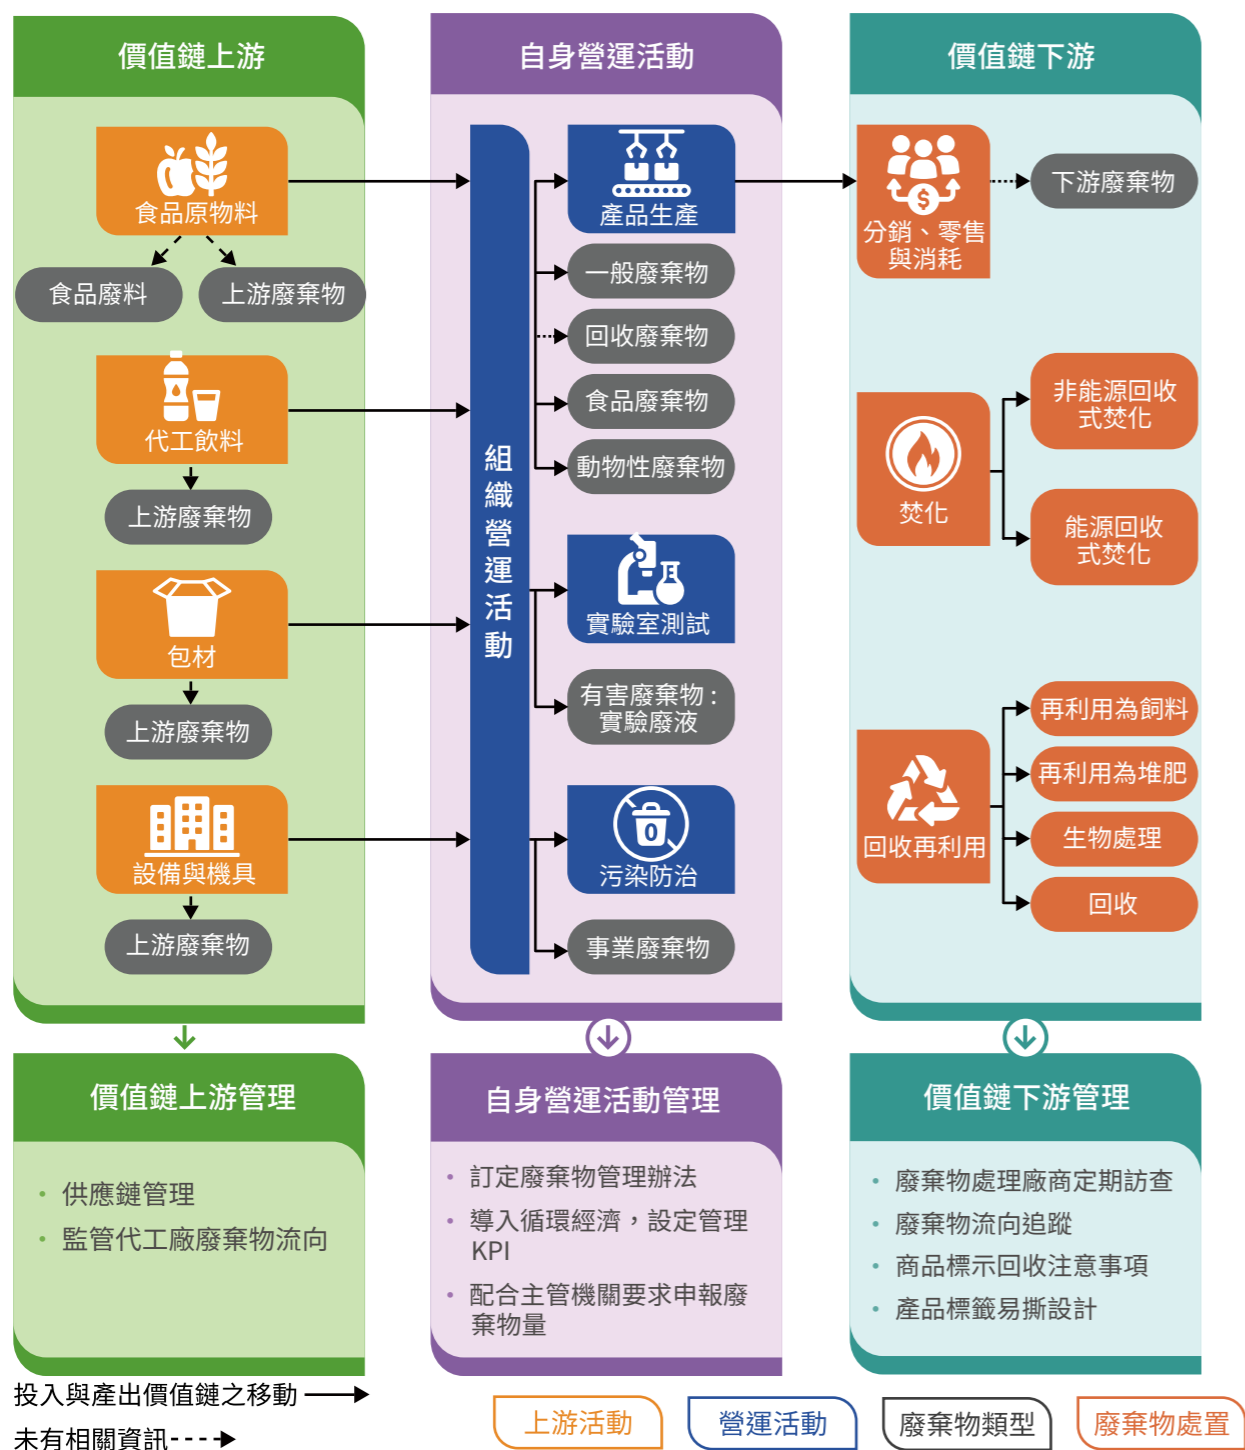 價值鏈上游
食品原物料
食品廢料
上游廢棄物
代工飲料
上游廢棄物
包材
上游廢棄物
設備與機具
上游廢棄物
自身營運活動
組織營運活動
產品生產
一般廢棄物
回收廢棄物
食品廢棄物
動物性廢棄物
實驗室測試
有害廢棄物：
實驗廢液
0
污染防治
事業廢棄物
價值鏈下游
$
分銷、零售
與消耗
下游廢棄物
焚化
非能源回收
式焚化
能源回收
式焚化
回收再利用
再利用為飼料
再利用為堆肥
生物處理
回收
價值鏈上游管理
• 供應鏈管理
• 監管代工廠廢棄物流向
自身營運活動管理
• 訂定廢棄物管理辦法
• 導入循環經濟，設定管理
KPI
• 配合主管機關要求申報廢
棄物量
價值鏈下游管理
• 廢棄物處理廠商定期訪查
• 廢棄物流向追蹤
• 商品標示回收注意事項
• 產品標籤易撕設計
投入與產出價值鏈之移動
未有相關資訊
上游活動
營運活動
廢棄物類型
廢棄物處置